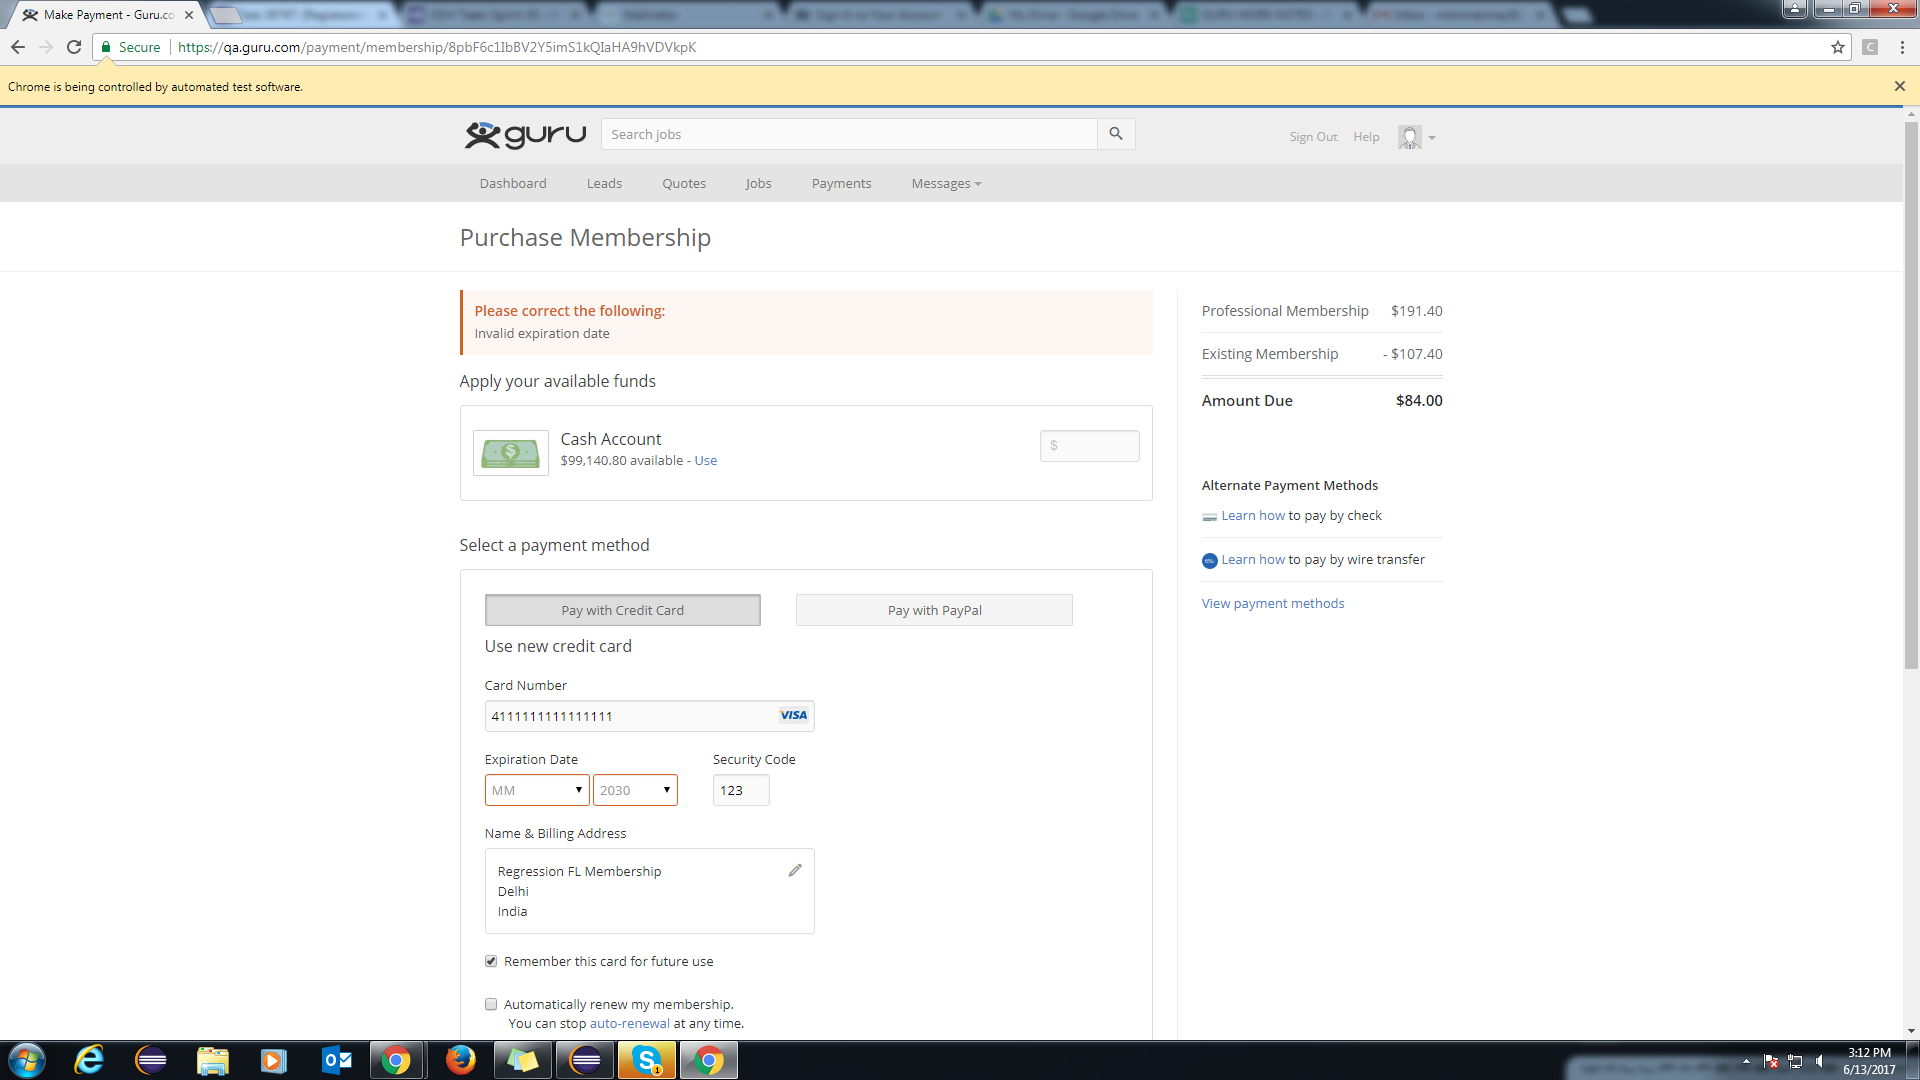 Make Payment - Guru.co
Secure https://qa.guru.com/payment/membership/8pbF6c1IbBV2Y5imS1kQIaHA9hVDVkpK
C
Chrome is being controlled by automated test software.
guru
Search jobs
Sign Out Help
Dashboard Leads Quotes Jobs Payments Messages
Purchase Membership
Please correct the following:
Invalid expiration date
Professional Membership $191.40
Existing Membership - $107.40
Amount Due $84.00
Apply your available funds
Cash Account
$99,140.80 available - Use
$
Alternate Payment Methods
Learn how to pay by check
Learn how to pay by wire transfer
View payment methods
Select a payment method
Pay with Credit Card Pay with PayPal
Use new credit card
Card Number
4111111111111111 VISA
Expiration Date Security Code
MM 2030 123
Name & Billing Address
Regression FL Membership
Delhi
India
Remember this card for future use
Automatically renew my membership.
You can stop auto-renewal at any time.
3:12 PM
6/13/2017